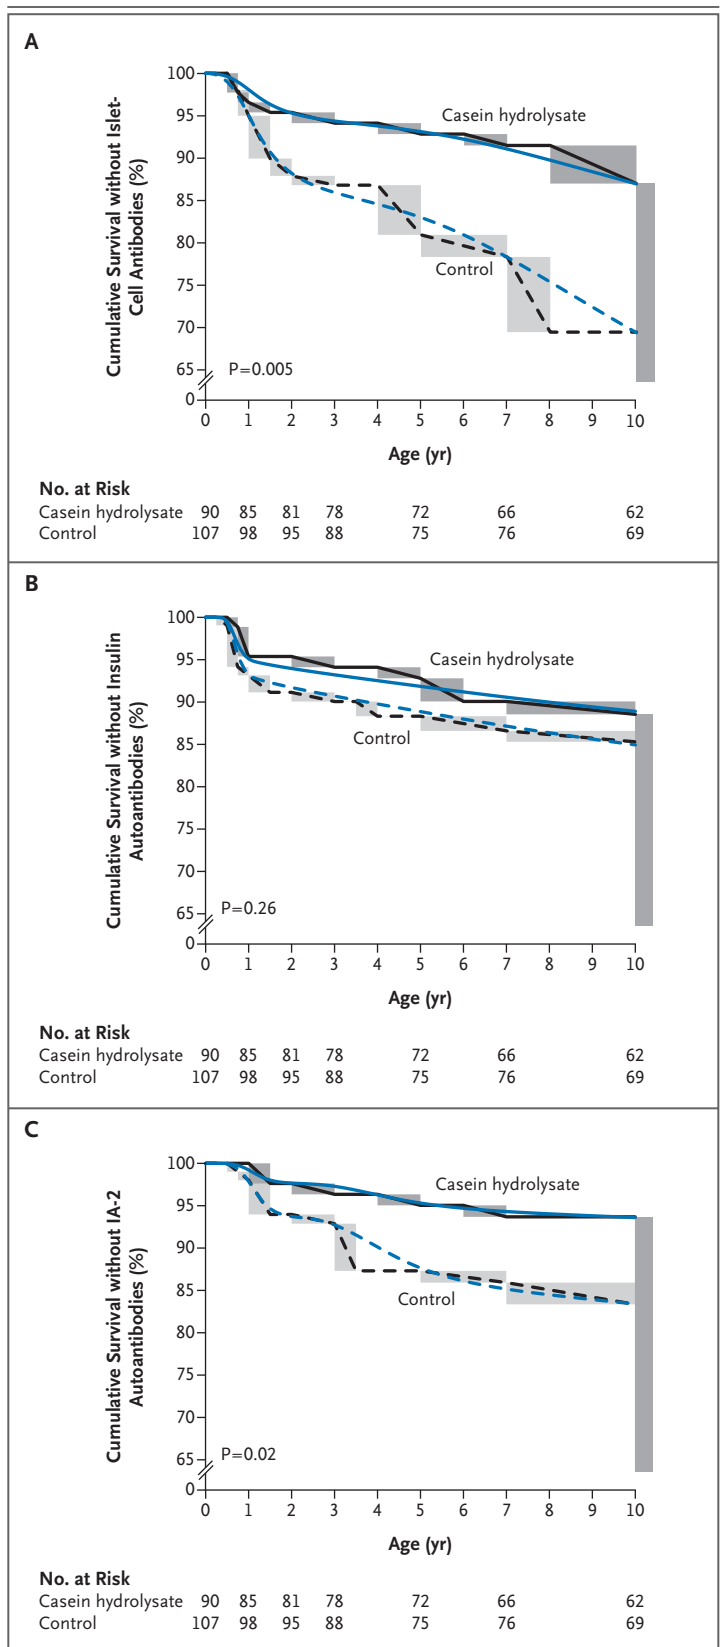 A
Cumulative Survival without Islet-
Cell Antibodies (%)
100
95
90
85
80
75
70
65
0
Casein hydrolysate
Control
P=0.005
0 1 2 3 4 5 6 7 8 9 10
Age (yr)
No. at Risk
Casein hydrolysate 90 85 81 78 72 66 62
Control 107 98 95 88 75 76 69
B
Cumulative Survival without Insulin
Autoantibodies (%)
100
95
90
85
80
75
70
65
0
Casein hydrolysate
Control
P=0.26
0 1 2 3 4 5 6 7 8 9 10
Age (yr)
No. at Risk
Casein hydrolysate 90 85 81 78 72 66 62
Control 107 98 95 88 75 76 69
C
Cumulative Survival without IA-2
Autoantibodies (%)
100
95
90
85
80
75
70
65
0
Casein hydrolysate
Control
P=0.02
0 1 2 3 4 5 6 7 8 9 10
Age (yr)
No. at Risk
Casein hydrolysate 90 85 81 78 72 66 62
Control 107 98 95 88 75 76 69